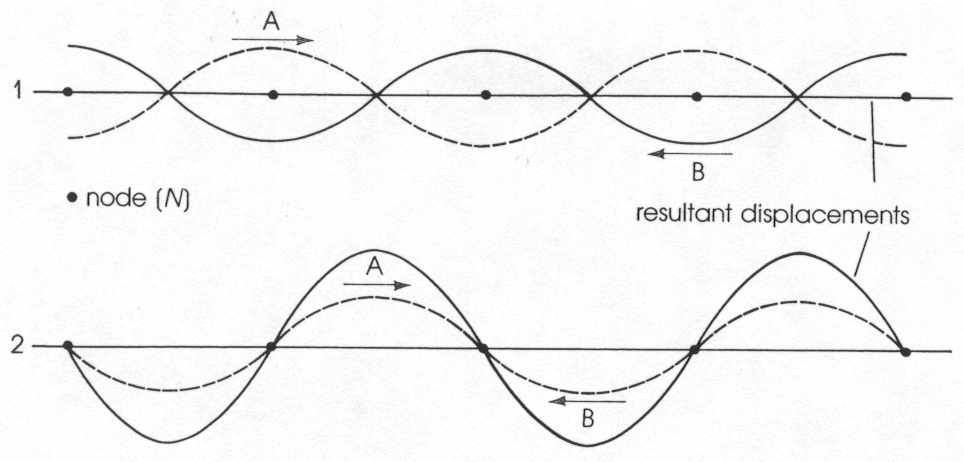 A
1
B
• node (N)
resultant displacements
A
2
B